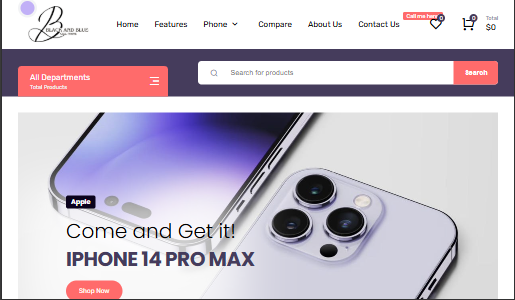 BLACK AND BLUE
Home
Features
Phone
Compare
About Us
Contact Us
Call me here
0
0
Total
$0
All Departments
Total Products
Search for products
Search
Apple
Come and Get it!
IPHONE 14 PRO MAX
Shop Now